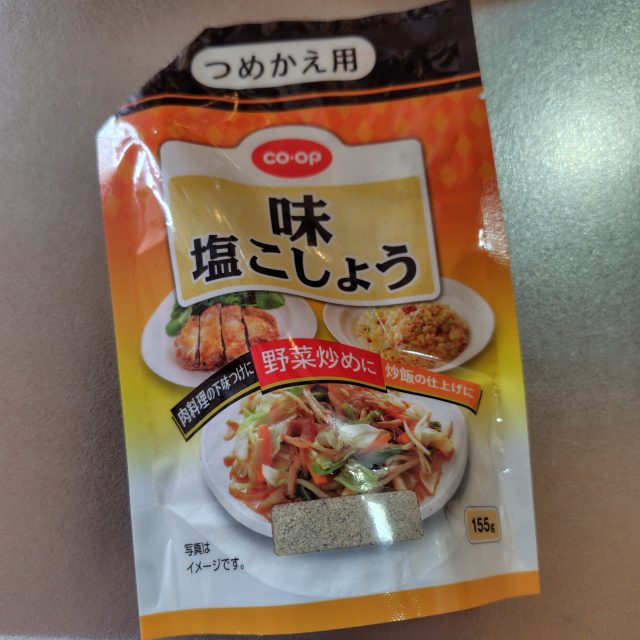 つめかえ用
CO・OP
味
塩こしょう
肉料理の下味つけに
野菜炒めに
炒飯の仕上げに
155g
写真は
イメージです。